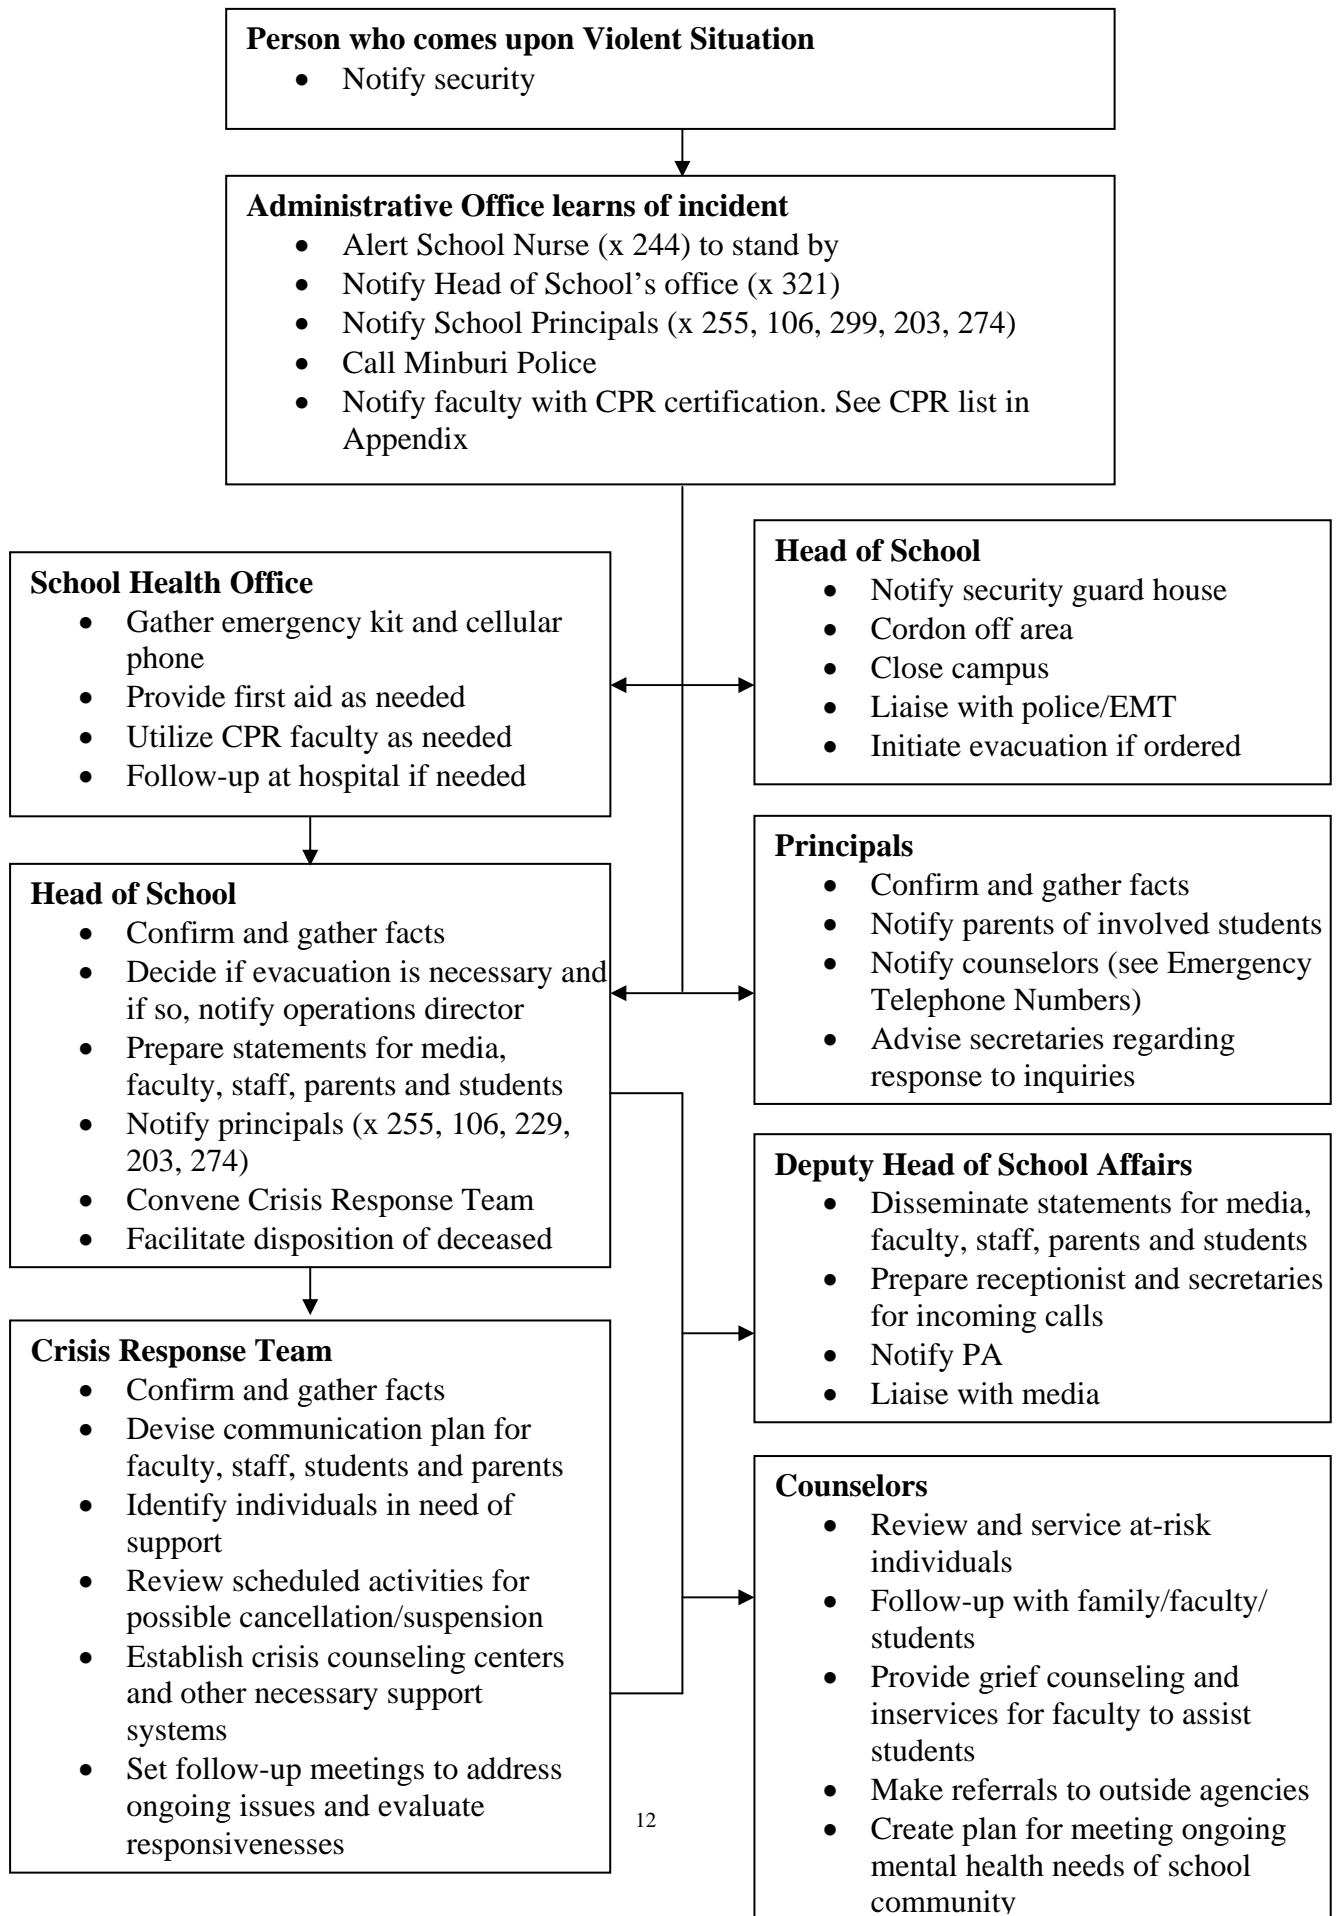 Person who comes upon Violent Situation
• Notify security
Administrative Office learns of incident
• Alert School Nurse (x 244) to stand by
• Notify Head of School’s office (x 321)
• Notify School Principals (x 255, 106, 299, 203, 274)
• Call Minburi Police
• Notify faculty with CPR certification. See CPR list in
Appendix
School Health Office
• Gather emergency kit and cellular
phone
• Provide first aid as needed
• Utilize CPR faculty as needed
• Follow-up at hospital if needed
Head of School
• Notify security guard house
• Cordon off area
• Close campus
• Liaise with police/EMT
• Initiate evacuation if ordered
Head of School
• Confirm and gather facts
• Decide if evacuation is necessary and
if so, notify operations director
• Prepare statements for media,
faculty, staff, parents and students
• Notify principals (x 255, 106, 229,
203, 274)
• Convene Crisis Response Team
• Facilitate disposition of deceased
Principals
• Confirm and gather facts
• Notify parents of involved students
• Notify counselors (see Emergency
Telephone Numbers)
• Advise secretaries regarding
response to inquiries
Deputy Head of School Affairs
• Disseminate statements for media,
faculty, staff, parents and students
• Prepare receptionist and secretaries
for incoming calls
• Notify PA
• Liaise with media
Crisis Response Team
• Confirm and gather facts
• Devise communication plan for
faculty, staff, students and parents
• Identify individuals in need of
support
• Review scheduled activities for
possible cancellation/suspension
• Establish crisis counseling centers
and other necessary support
systems
• Set follow-up meetings to address
ongoing issues and evaluate
responsivenesses
Counselors
• Review and service at-risk
individuals
• Follow-up with family/faculty/
students
• Provide grief counseling and
inservices for faculty to assist
students
• Make referrals to outside agencies
• Create plan for meeting ongoing
mental health needs of school
community
12